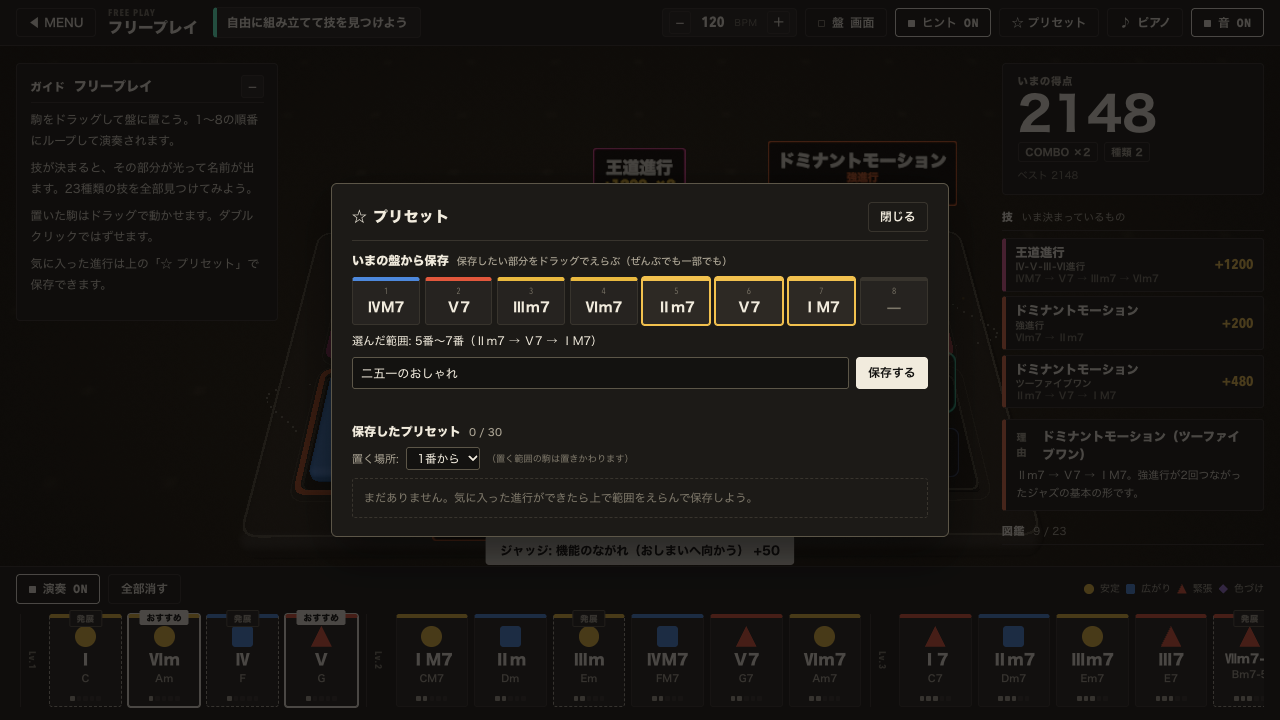 ◀ MENU
FREE PLAY
フリープレイ
自由に組み立てて技を見つけよう
− 120 BPM +
□ 盤 画面
■ ヒント ON
☆ プリセット
♪ ピアノ
■ 音 ON
ガイド フリープレイ −
駒をドラッグして盤に置こう。1〜8の順番
にループして演奏されます。
技が決まると、その部分が光って名前が出
ます。23種類の技を全部見つけてみよう。
置いた駒はドラッグで動かせます。ダブル
クリックではずせます。
気に入った進行は上の「☆ プリセット」で
保存できます。
王道進行
ドミナントモーション
強進行
☆ プリセット
閉じる
いまの盤から保存 保存したい部分をドラッグでえらぶ（ぜんぶでも一部でも）
1 2 3 4 5 6 7 8
ⅣM7 Ⅴ7 Ⅲm7 Ⅵm7 Ⅱm7 Ⅴ7 ⅠM7 —
選んだ範囲: 5番〜7番（Ⅱm7 → Ⅴ7 → ⅠM7）
二五一のおしゃれ
保存する
保存したプリセット 0 / 30
置く場所: 1番から （置く範囲の駒は置きかわります）
まだありません。気に入った進行ができたら上で範囲をえらんで保存しよう。
ジャッジ: 機能のながれ（おしまいへ向かう） +50
いまの得点
2148
COMBO ×2 種類 2
ベスト 2148
技 いま決まっているもの
王道進行
Ⅳ-Ⅴ-Ⅲ-Ⅵ進行
ⅣM7 → Ⅴ7 → Ⅲm7 → Ⅵm7
+1200
ドミナントモーション
強進行
Ⅵm7 → Ⅱm7
+200
ドミナントモーション
ツーファイブワン
Ⅱm7 → Ⅴ7 → ⅠM7
+480
理由
ドミナントモーション（ツーファイ
ブワン）
Ⅱm7 → Ⅴ7 → ⅠM7。強進行が2回つながっ
たジャズの基本の形です。
図鑑 9 / 23
■ 演奏 ON
全部消す
安定 広がり 緊張 色づけ
Lv.1
発展 おすすめ 発展 おすすめ
Ⅰ Ⅵm Ⅳ Ⅴ
C Am F G
Lv.2
発展
ⅠM7 Ⅱm Ⅲm ⅣM7 Ⅴ7 Ⅵm7
CM7 Dm Em FM7 G7 Am7
Lv.3
発展
Ⅰ7 Ⅱm7 Ⅲm7 Ⅲ7
C7 Dm7 Em7 E7